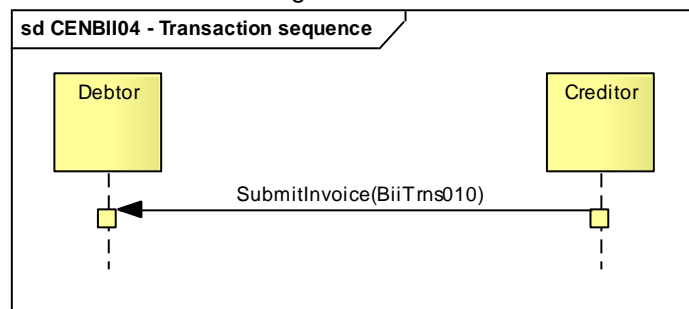 sd CENBII04 - Transaction sequence
Debtor
Creditor
SubmitInvoice(BiiTrns010)